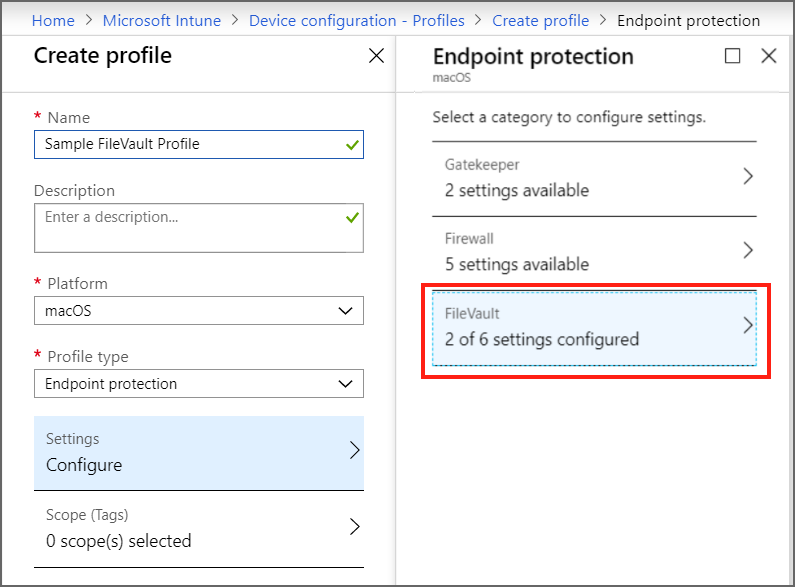 Home > Microsoft Intune > Device configuration - Profiles > Create profile > Endpoint protection
Create profile
* Name
Sample FileVault Profile
Description
Enter a description...
* Platform
macOS
* Profile type
Endpoint protection
Settings
Configure
Scope (Tags)
0 scope(s) selected
Endpoint protection
macOS
Select a category to configure settings.
Gatekeeper
2 settings available
Firewall
5 settings available
FileVault
2 of 6 settings configured